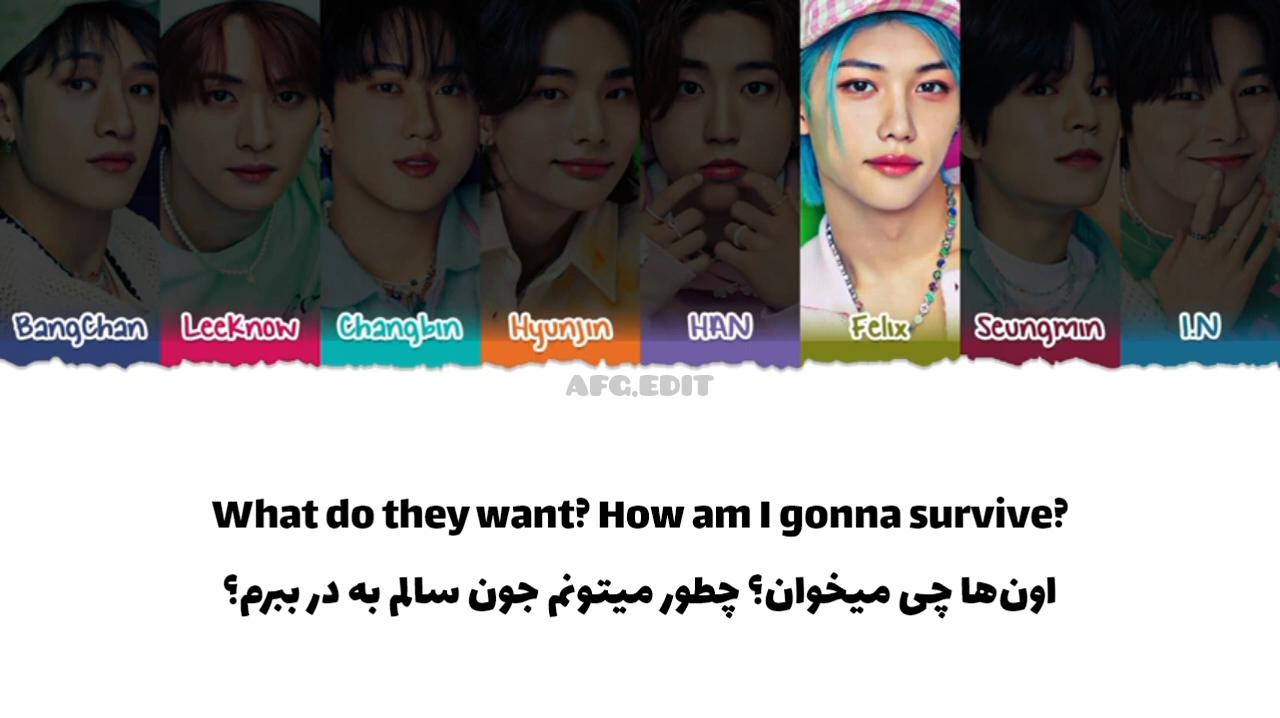 BangChan LeeKnow Changbin Hyunjin HAN Felix Seungmin I.N
AFG.EDIT
What do they want? How am I gonna survive?
اون‌ها چی میخوان؟ چطور میتونم جون سالم به در ببرم؟